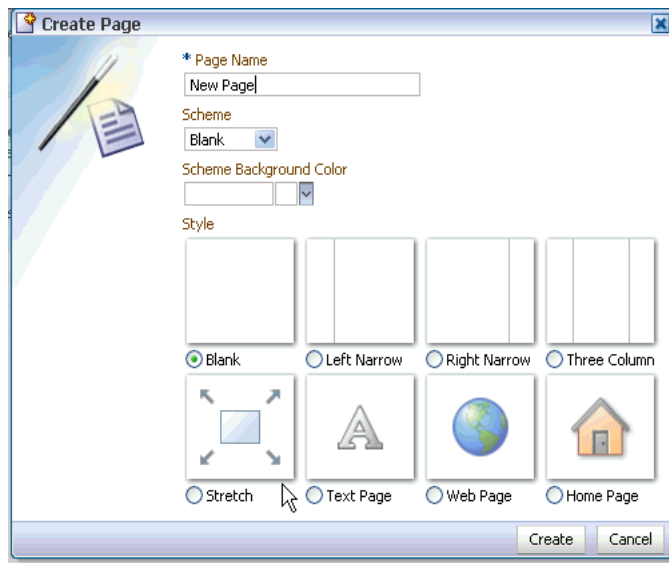 Create Page
* Page Name
New Page
Scheme
Blank
Scheme Background Color
Style
Blank
Left Narrow
Right Narrow
Three Column
A
Stretch
Text Page
Web Page
Home Page
Create
Cancel